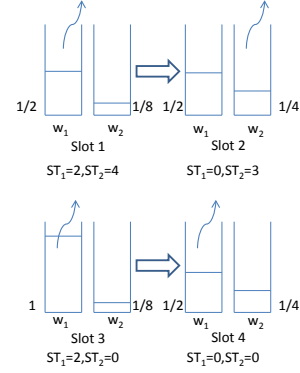 1/2 1/8 1/2 1/4
w1 w2 w1 w2
Slot 1 Slot 2
ST1=2,ST2=4 ST1=0,ST2=3
1 1/8 1/2 1/4
w1 w2 w1 w2
Slot 3 Slot 4
ST1=2,ST2=0 ST1=0,ST2=0